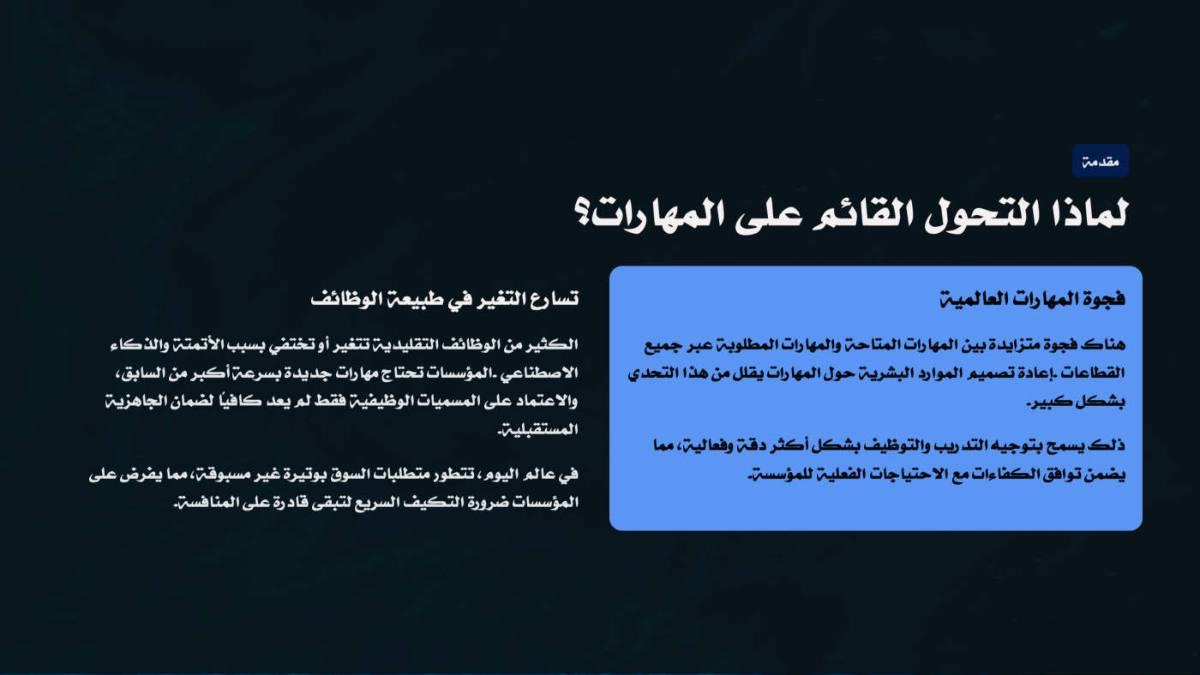 مقدمة
لماذا التحول القائم على المهارات؟
فجوة المهارات العالمية
هناك فجوة متزايدة بين المهارات المتاحة والمهارات المطلوبة عبر جميع
القطاعات .إعادة تصميم الموارد البشرية حول المهارات يقلل من هذا التحدي
بشكل كبير.
ذلك يسمح بتوجيه التدريب والتوظيف بشكل أكثر دقة وفعالية، مما
يضمن توافق الكفاءات مع الاحتياجات الفعلية للمؤسسة.
تسارع التغير في طبيعة الوظائف
الكثير من الوظائف التقليدية تتغير أو تختفي بسبب الأتمتة والذكاء
الاصطناعي .المؤسسات تحتاج مهارات جديدة بسرعة أكبر من السابق،
والاعتماد على المسميات الوظيفية فقط لم يعد كافيًا لضمان الجاهزية
المستقبلية.
في عالم اليوم، تتطور متطلبات السوق بوتيرة غير مسبوقة، مما يفرض على
المؤسسات ضرورة التكيف السريع لتبقى قادرة على المنافسة.